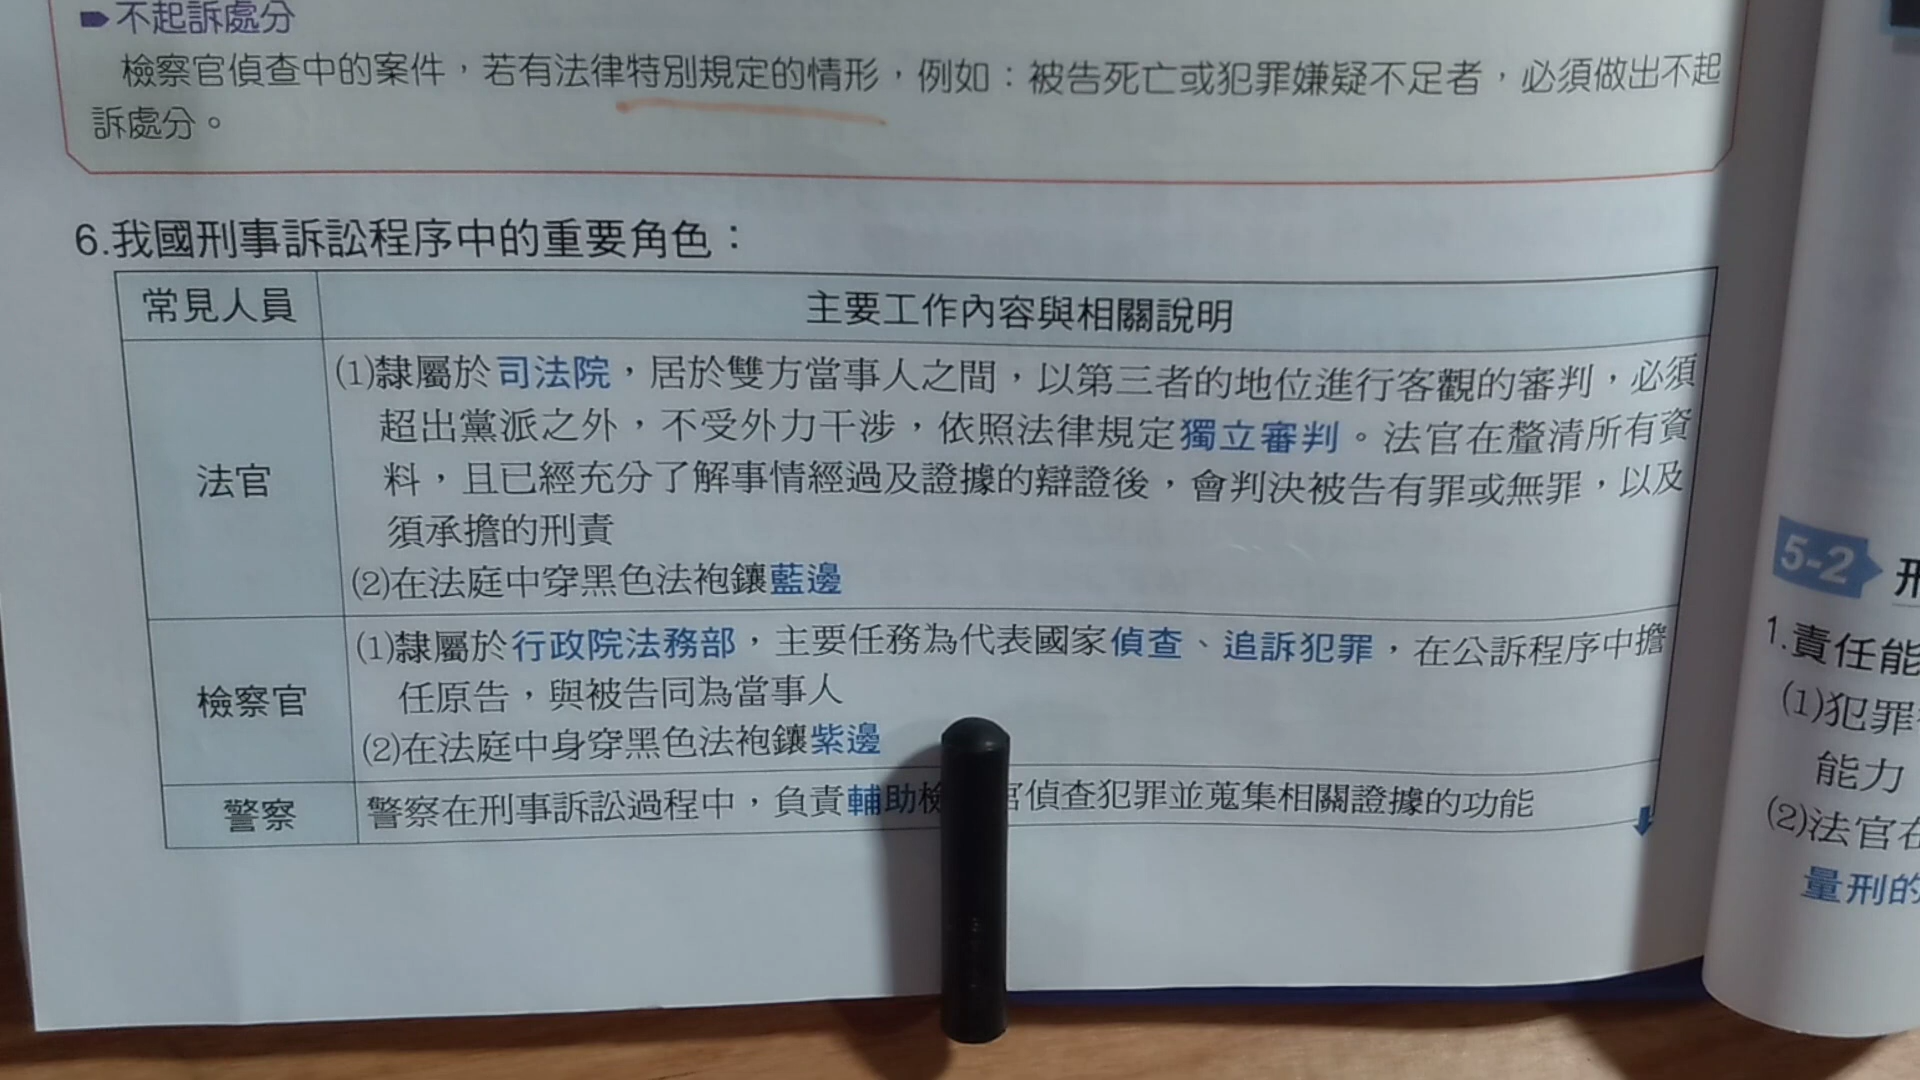 不起訴處分
檢察官偵查中的案件，若有法律特別規定的情形，例如：被告死亡或犯罪嫌疑不足者，必須做出不起
訴處分。
6.我國刑事訴訟程序中的重要角色：
常見人員
主要工作內容與相關說明
法官
(1)隸屬於司法院，居於雙方當事人之間，以第三者的地位進行客觀的審判，必須
超出黨派之外，不受外力干涉，依照法律規定獨立審判。法官在釐清所有資
料，且已經充分了解事情經過及證據的辯證後，會判決被告有罪或無罪，以及
須承擔的刑責
(2)在法庭中穿黑色法袍鑲藍邊
檢察官
(1)隸屬於行政院法務部，主要任務為代表國家偵查、追訴犯罪，在公訴程序中擔
任原告，與被告同為當事人
(2)在法庭中身穿黑色法袍鑲紫邊
警察
警察在刑事訴訟過程中，負責輔助檢 官偵查犯罪並蒐集相關證據的功能
5-2
1.責任能
(1)犯罪
能力
(2)法官在
量刑的